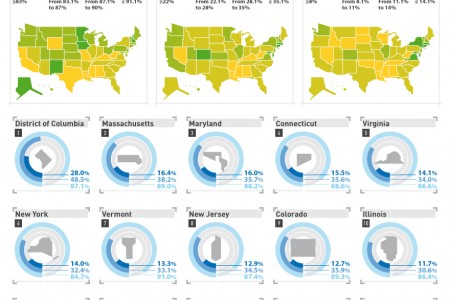 ≤83% From 83.1% From 87.1% ≤ 91.1%
to 87% to 90%
≥22% From 22.1% From 28.1% ≤ 35.1%
to 28% to 35%
≤8% From 8.1% From 11.1% ≤ 14.1%
to 11% to 14%
District of Columbia
1
28.0%
48.5%
87.1%
Massachusetts
2
16.4%
38.2%
89.0%
Maryland
3
16.0%
35.7%
88.2%
Connecticut
4
15.5%
35.6%
88.6%
Virginia
5
14.1%
34.0%
86.6%
New York
6
14.0%
32.4%
84.7%
Vermont
7
13.3%
33.1%
91.0%
New Jersey
8
12.9%
34.5%
87.4%
Colorado
9
12.7%
35.9%
89.3%
Illinois
10
11.7%
30.6%
86.4%